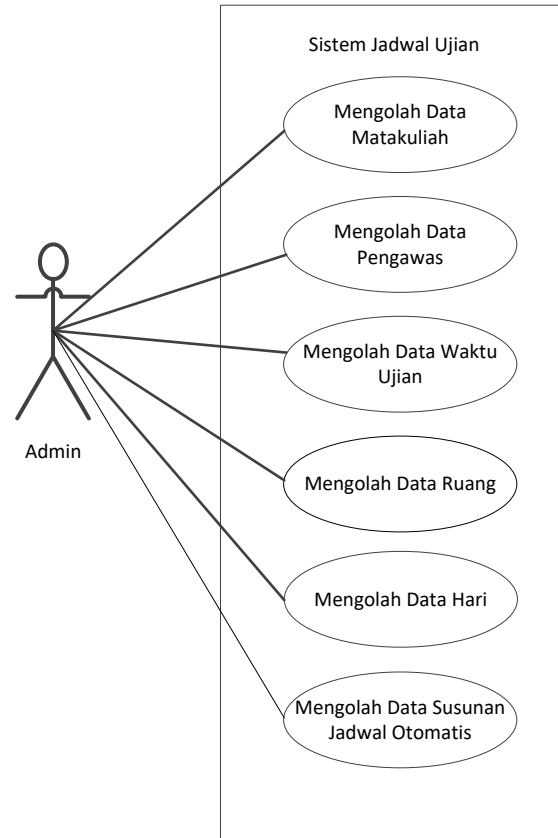 Sistem Jadwal Ujian
Mengolah Data
Matakuliah
Mengolah Data
Pengawas
Mengolah Data Waktu
Ujian
Admin
Mengolah Data Ruang
Mengolah Data Hari
Mengolah Data Susunan
Jadwal Otomatis